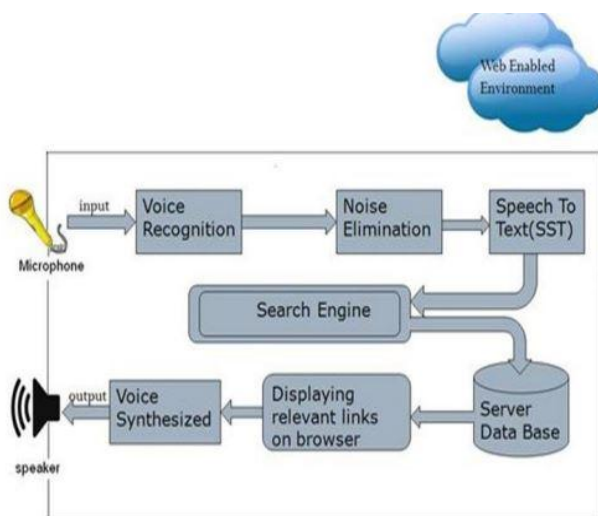 Web Enabled
Environment
input
Voice
Recognition
Noise
Elimination
Speech To
Text(SST)
Microphone
Search Engine
output
Voice
Synthesized
Displaying
relevant links
on browser
Server
Data Base
speaker